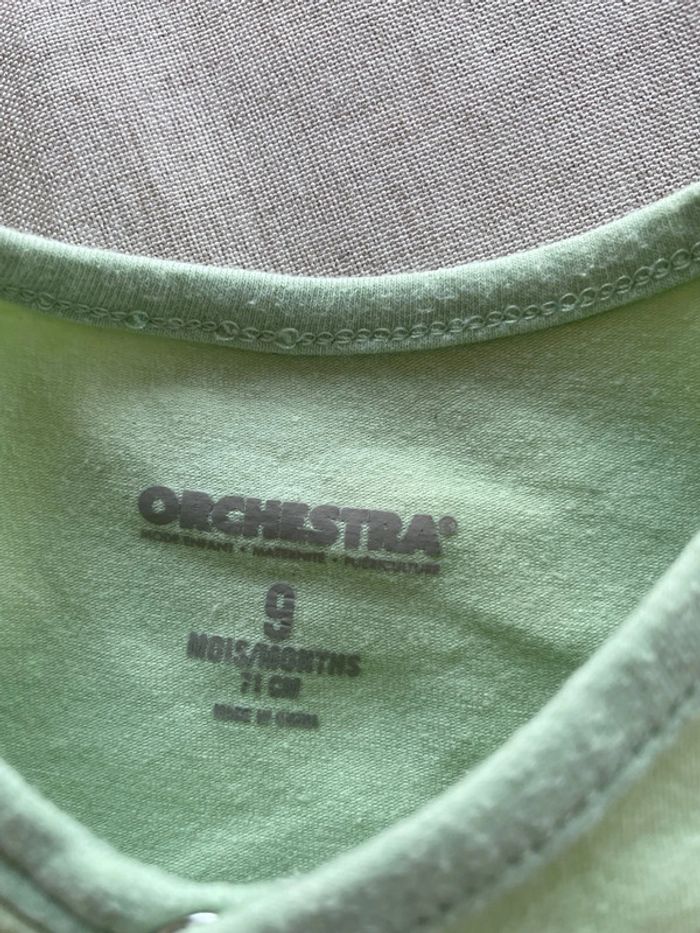 ORCHESTRA®
MODE ENFANT • MATERNITÉ • PUÉRICULTURE
9
MOIS/MONTHS
71 CM
MADE IN CHINA